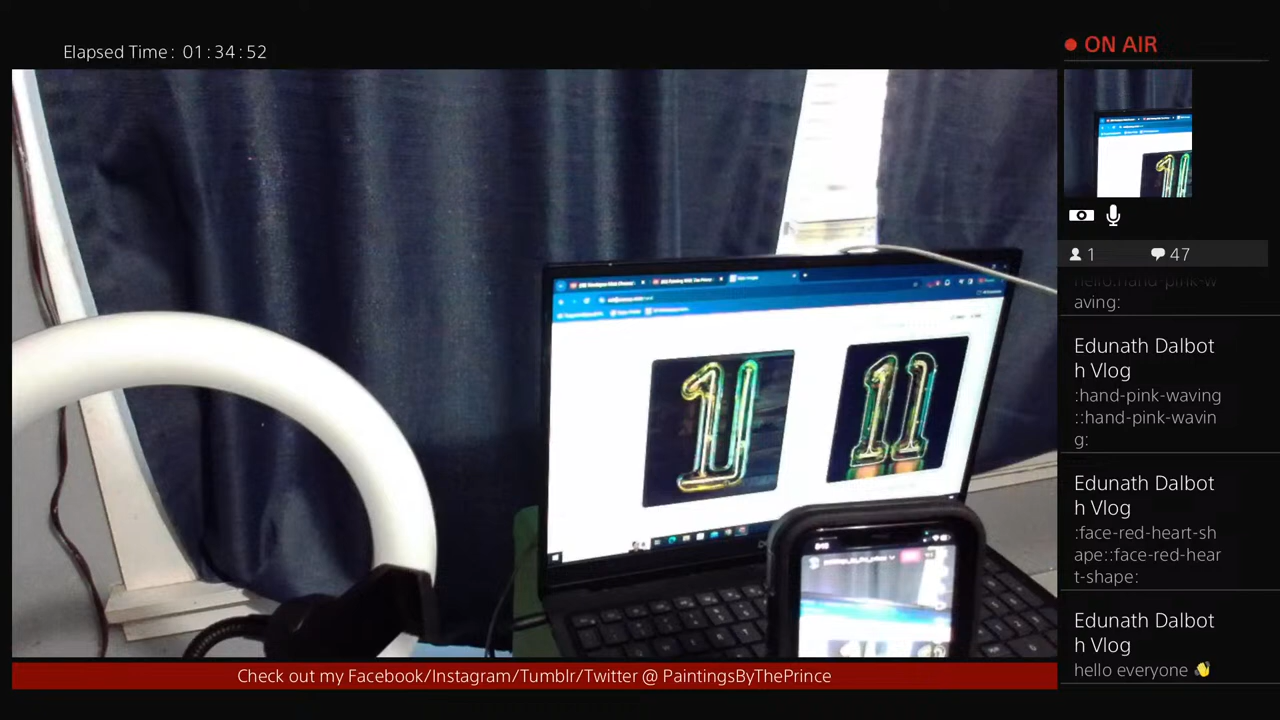 Elapsed Time: 01:34:52
ON AIR
1
47
aving:
Edunath Dalbot
h Vlog
:hand-pink-waving
::hand-pink-wavin
g:
Edunath Dalbot
h Vlog
:face-red-heart-sh
ape::face-red-hear
t-shape:
Edunath Dalbot
h Vlog
hello everyone 👋
11
11
Check out my Facebook/Instagram/Tumblr/Twitter @ PaintingsByThePrince